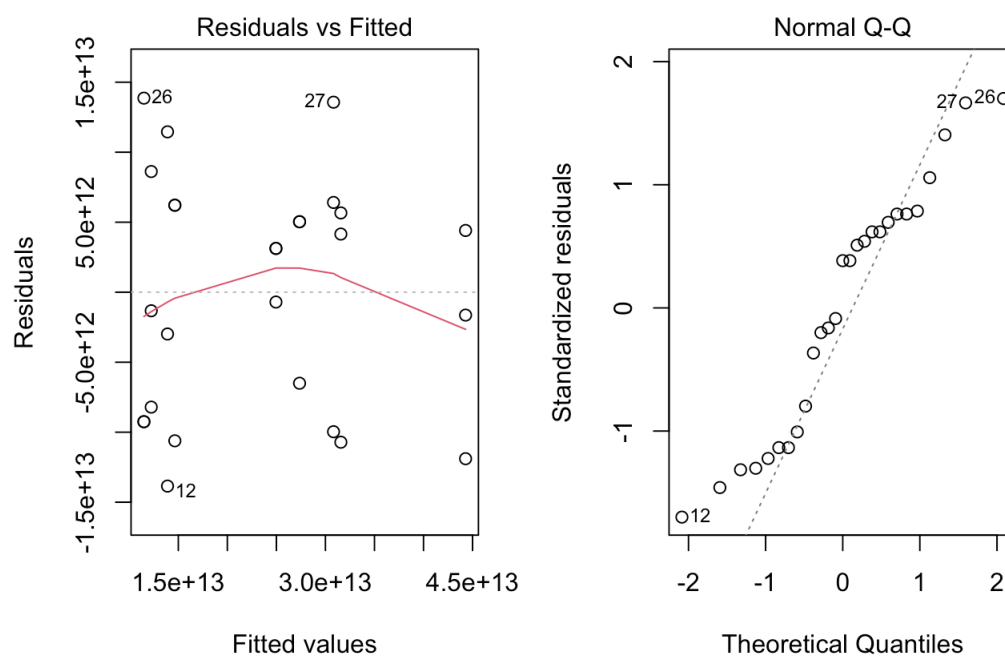 Residuals vs Fitted
Residuals
1.5e+13
5.0e+12
-5.0e+12
-1.5e+13
26
27
12
1.5e+13 3.0e+13 4.5e+13
Fitted values
Normal Q-Q
Standardized residuals
2
1
0
-1
27 26
12
-2 -1 0 1 2
Theoretical Quantiles